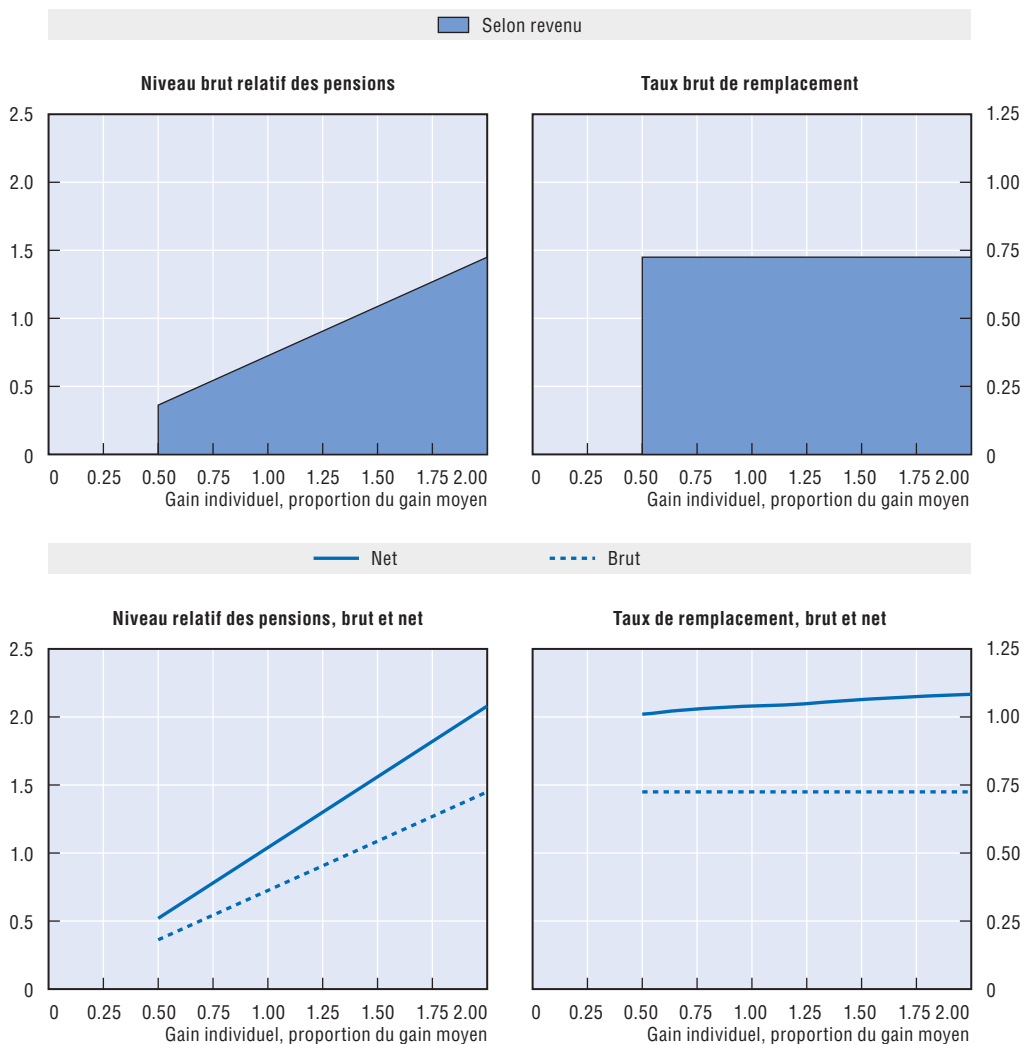 Selon revenu
Niveau brut relatif des pensions
2.5
2.0
1.5
1.0
0.5
0
0 0.25 0.50 0.75 1.00 1.25 1.50 1.75 2.00
Gain individuel, proportion du gain moyen
Taux brut de remplacement
1.25
1.00
0.75
0.50
0.25
0
0 0.25 0.50 0.75 1.00 1.25 1.50 1.75 2.00
Gain individuel, proportion du gain moyen
Net Brut
Niveau relatif des pensions, brut et net
2.5
2.0
1.5
1.0
0.5
0
0 0.25 0.50 0.75 1.00 1.25 1.50 1.75 2.00
Gain individuel, proportion du gain moyen
Taux de remplacement, brut et net
1.25
1.00
0.75
0.50
0.25
0
0 0.25 0.50 0.75 1.00 1.25 1.50 1.75 2.00
Gain individuel, proportion du gain moyen